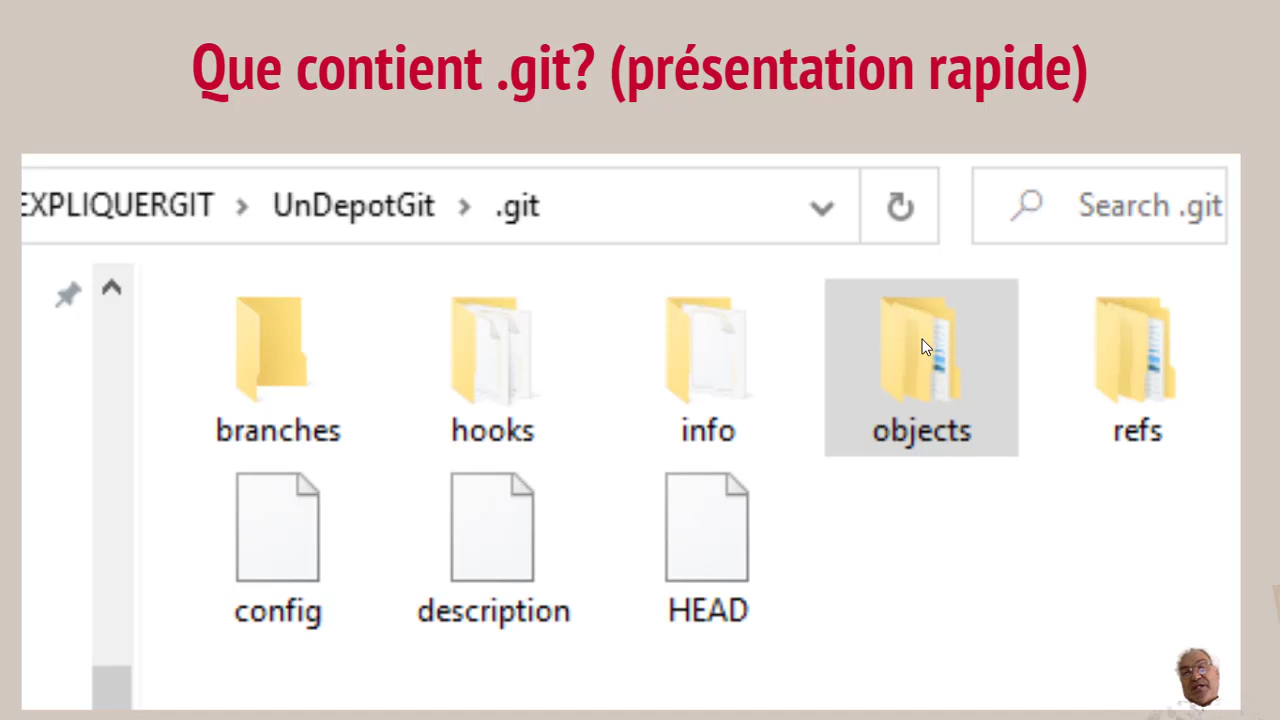 Que contient .git? (présentation rapide)
EXPLIQUERGIT > UnDepotGit > .git
Search .git
branches hooks info objects refs
config description HEAD